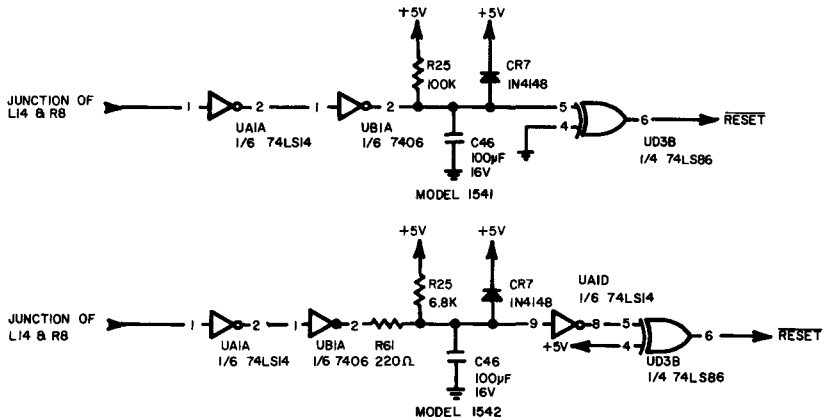 +5V +5V
R25
100K
CR7
1N4148
JUNCTION OF
L14 & R8
1 2 1 2 5
4
6 RESET
UA1A
1/6 74LS14
UB1A
1/6 7406
C46
100µF
16V
UD3B
1/4 74LS86
MODEL 1541
+5V +5V
R25
6.8K
CR7
1N4148
UA1D
1/6 74LS14
JUNCTION OF
L14 & R8
1 2 1 2 9 8 5
+5V 4
6 RESET
UA1A
1/6 74LS14
UB1A
1/6 7406
R61
220Ω
C46
100µF
16V
UD3B
1/4 74LS86
MODEL 1542